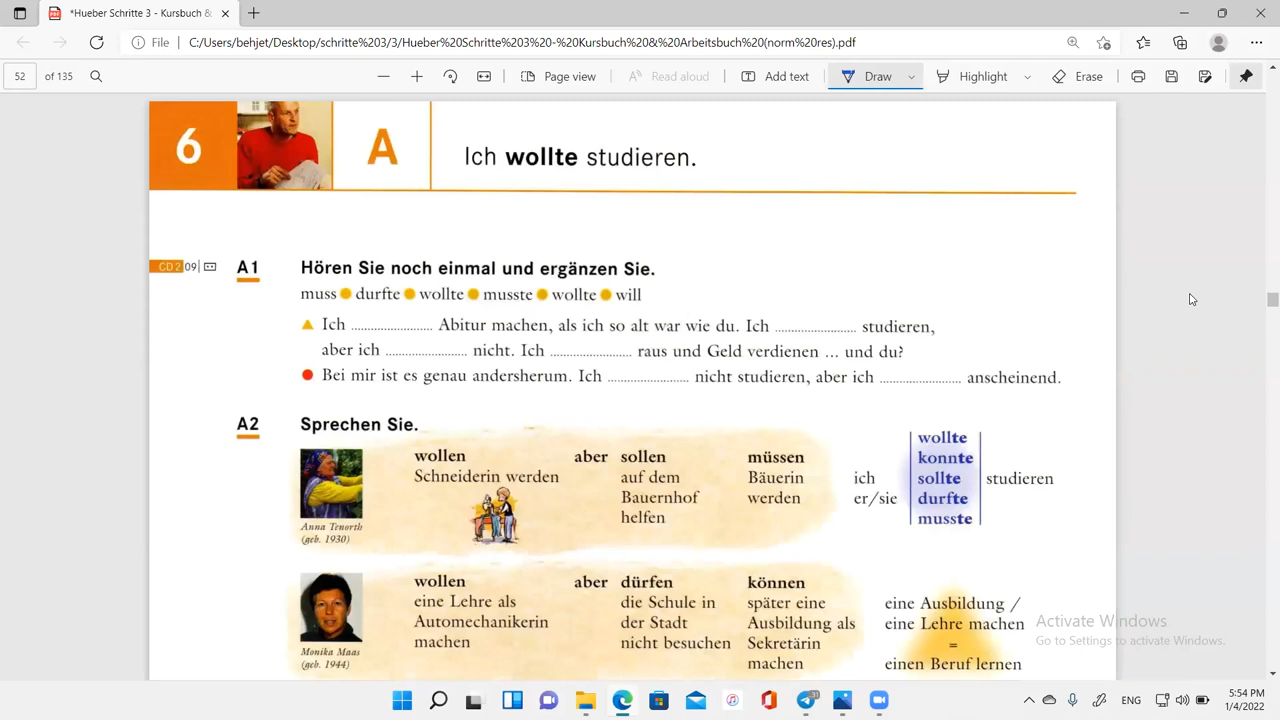 *Hueber Schritte 3 - Kursbuch &
File
C:/Users/behjet/Desktop/schritte%203/3/Hueber%20Schritte%203%20-%20Kursbuch%20&%20Arbeitsbuch%20(norm%20res).pdf
52 of 135
Page view
Read aloud
Add text
Draw
Highlight
Erase
6 A Ich wollte studieren.
CD 2 09
A1 Hören Sie noch einmal und ergänzen Sie.
muss durfte wollte musste wollte will
Ich ........................ Abitur machen, als ich so alt war wie du. Ich ........................ studieren,
aber ich ........................ nicht. Ich ........................ raus und Geld verdienen ... und du?
Bei mir ist es genau andersherum. Ich ........................ nicht studieren, aber ich ........................ anscheinend.
A2 Sprechen Sie.
Anna Tenorth
(geb. 1930)
wollen
Schneiderin werden
aber
sollen
auf dem
Bauernhof
helfen
müssen
Bäuerin
werden
ich
er/sie
wollte
konnte
sollte
durfte
musste
studieren
Monika Maas
(geb. 1944)
wollen
eine Lehre als
Automechanikerin
machen
aber
dürfen
die Schule in
der Stadt
nicht besuchen
können
später eine
Ausbildung als
Sekretärin
machen
eine Ausbildung /
eine Lehre machen
=
einen Beruf lernen
Activate Windows
Go to Settings to activate Windows.
31
ENG
5:54 PM
1/4/2022